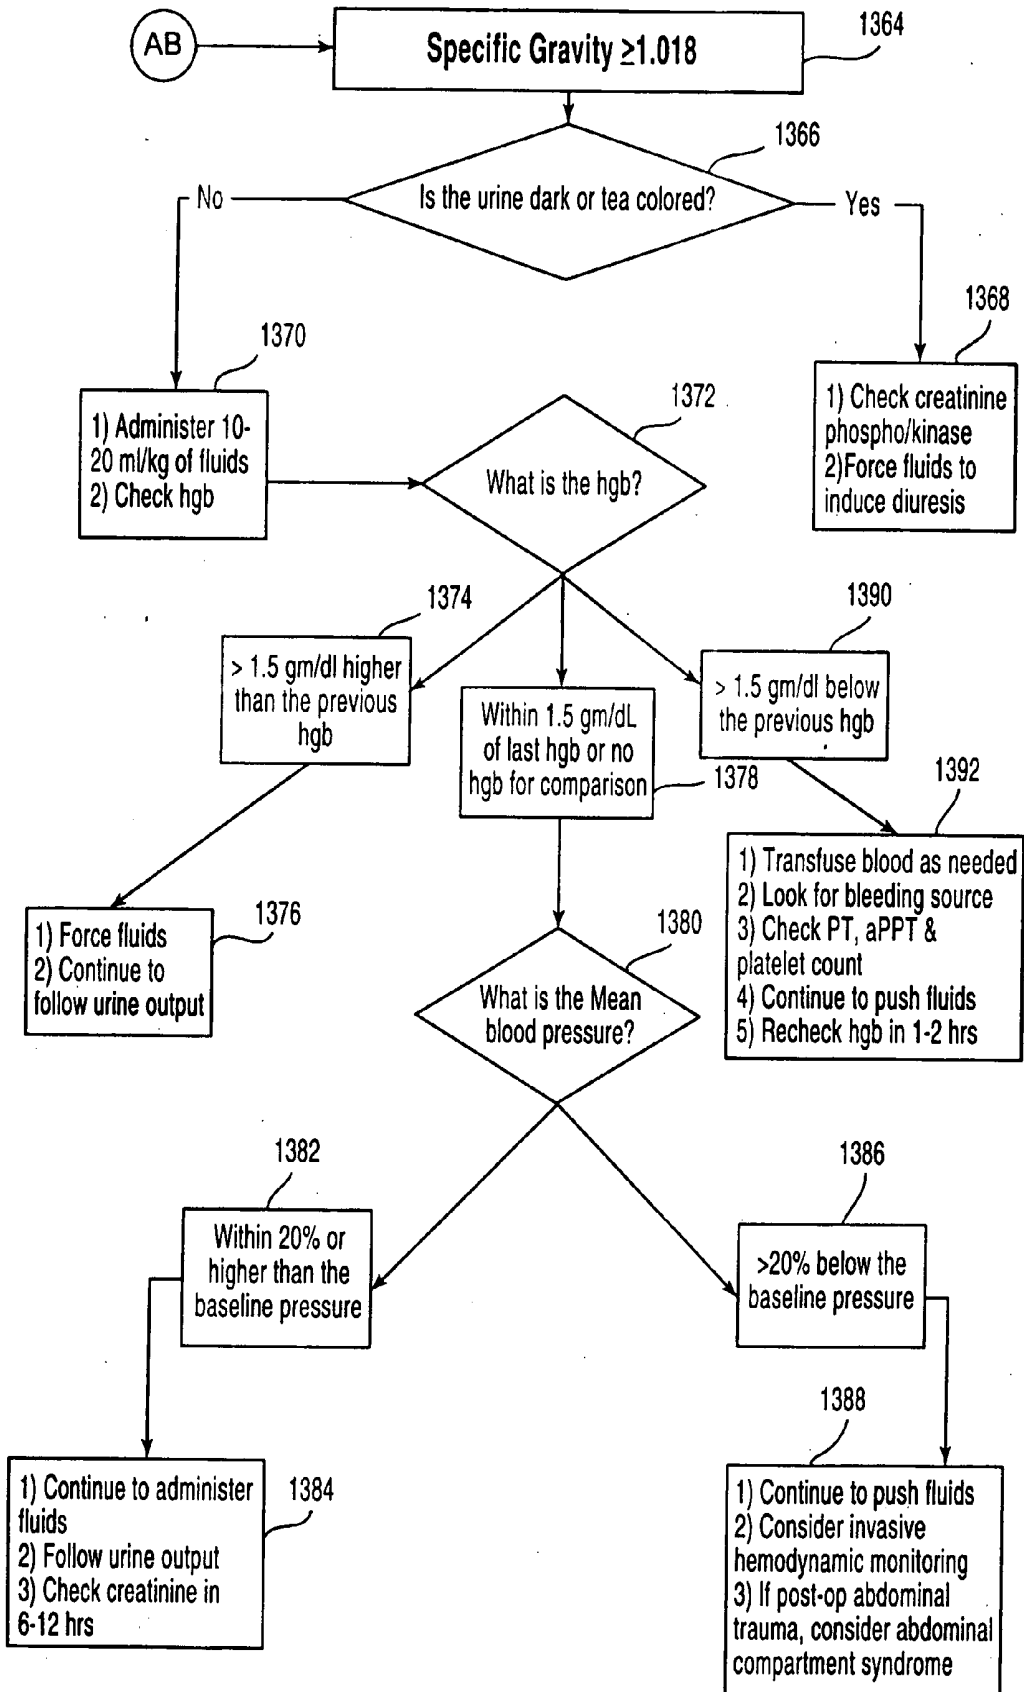 AB
Specific Gravity ≥1.018
1364
1366
Is the urine dark or tea colored?
No
Yes
1368
1) Check creatinine
phospho/kinase
2)Force fluids to
induce diuresis
1370
1) Administer 10-
20 ml/kg of fluids
2) Check hgb
1372
What is the hgb?
1374
> 1.5 gm/dl higher
than the previous
hgb
Within 1.5 gm/dL
of last hgb or no
hgb for comparison
1378
1390
> 1.5 gm/dl below
the previous hgb
1392
1) Transfuse blood as needed
2) Look for bleeding source
3) Check PT, aPPT &
platelet count
4) Continue to push fluids
5) Recheck hgb in 1-2 hrs
1376
1) Force fluids
2) Continue to
follow urine output
1380
What is the Mean
blood pressure?
1382
Within 20% or
higher than the
baseline pressure
1386
>20% below the
baseline pressure
1384
1) Continue to administer
fluids
2) Follow urine output
3) Check creatinine in
6-12 hrs
1388
1) Continue to push fluids
2) Consider invasive
hemodynamic monitoring
3) If post-op abdominal
trauma, consider abdominal
compartment syndrome